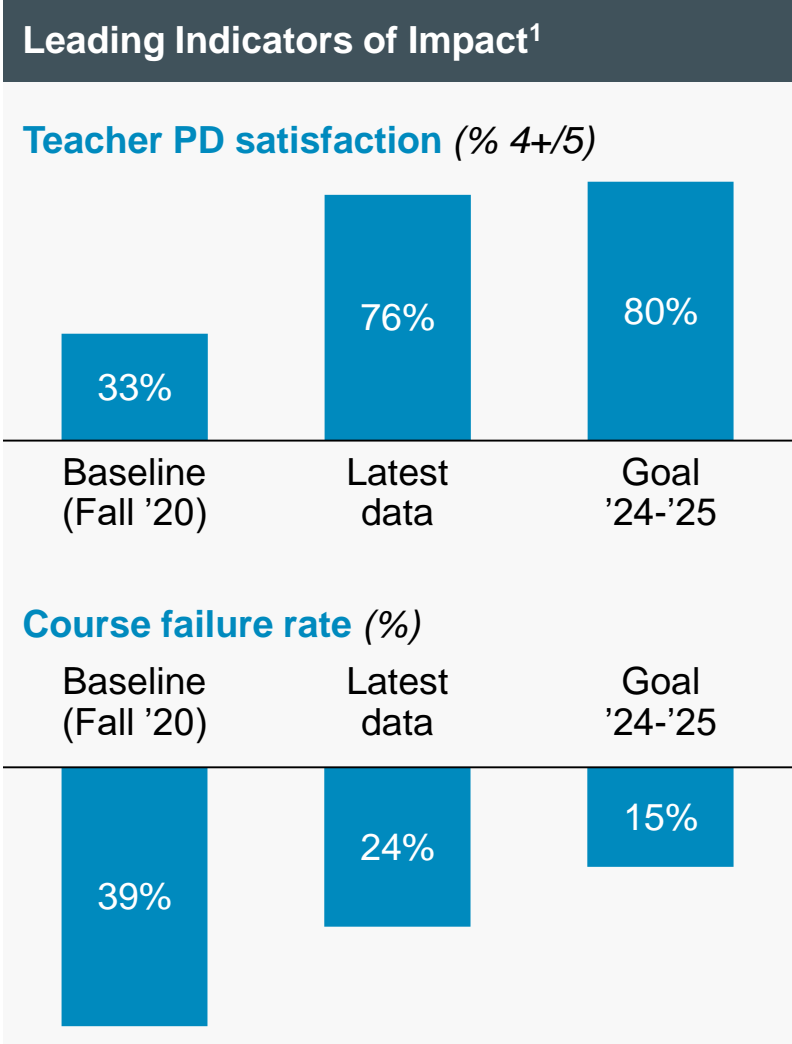 Leading Indicators of Impact¹
Teacher PD satisfaction (% 4+/5)
33%
76%
80%
Baseline
(Fall ’20)
Latest
data
Goal
’24-’25
Course failure rate (%)
Baseline
(Fall ’20)
Latest
data
Goal
’24-’25
39%
24%
15%